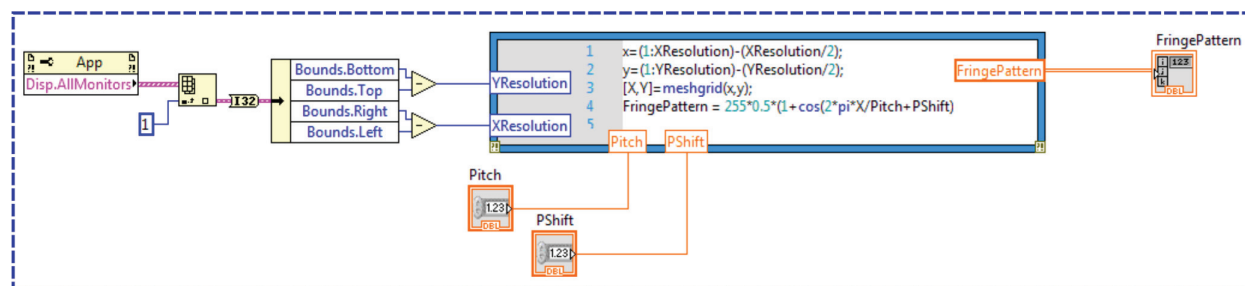 App
Disp.AllMonitors
1
I32
Bounds.Bottom
Bounds.Top
Bounds.Right
Bounds.Left
YResolution
XResolution
1 x=(1:XResolution)-(XResolution/2);
2 y=(1:YResolution)-(YResolution/2);
3 [X,Y]=meshgrid(x,y);
4 FringePattern = 255*0.5*(1+cos(2*pi*X/Pitch+PShift)
5
Pitch
PShift
FringePattern
FringePattern
i
j
k
123
DBL
Pitch
1.23
DBL
PShift
1.23
DBL